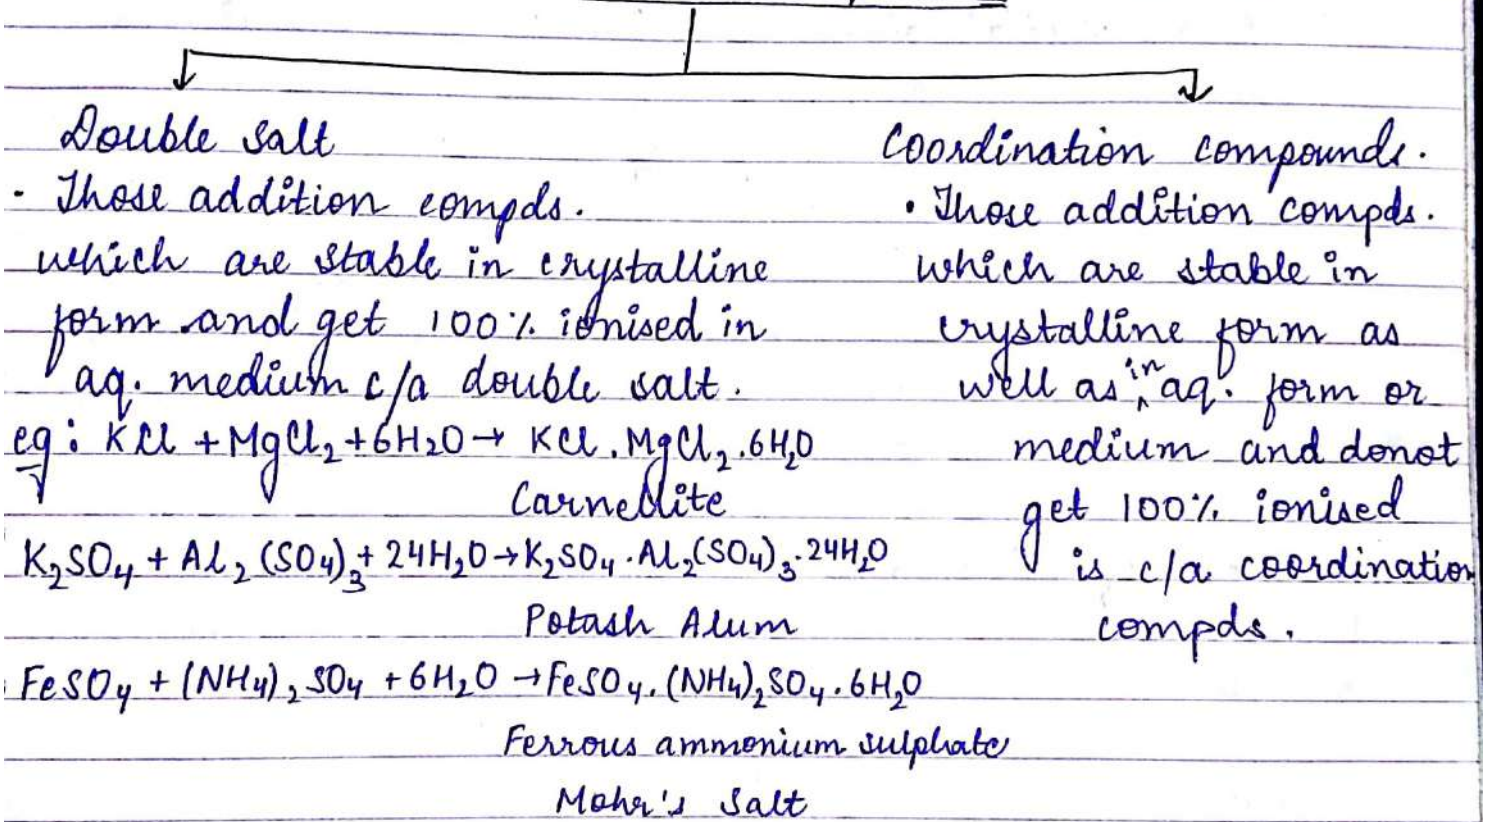 Double Salt
· Those addition compds.
which are stable in crystalline
form and get 100% ionised in
aq. medium c/a double salt.
eg: KCl + MgCl₂ + 6H₂O → KCl.MgCl₂.6H₂O
Carnellite
K₂SO₄ + Al₂(SO₄)₃ + 24H₂O → K₂SO₄.Al₂(SO₄)₃.24H₂O
Potash Alum
FeSO₄ + (NH₄)₂SO₄ + 6H₂O → FeSO₄.(NH₄)₂SO₄.6H₂O
Ferrous ammonium sulphate
Mohr's Salt
Coordination compounds.
• Those addition compds.
which are stable in
crystalline form as
well as in aq. form or
medium and donot
get 100% ionised
is c/a coordination
compds.